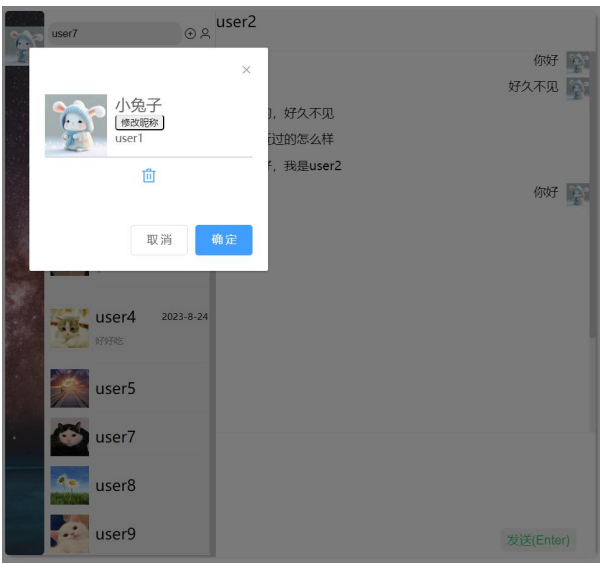 user7
user2
你好
好久不见
，好久不见
过的怎么样
，我是user2
你好
小兔子
修改昵称
user1
取消
确定
user4
2023-8-24
好好吃
user5
user7
user8
user9
发送(Enter)